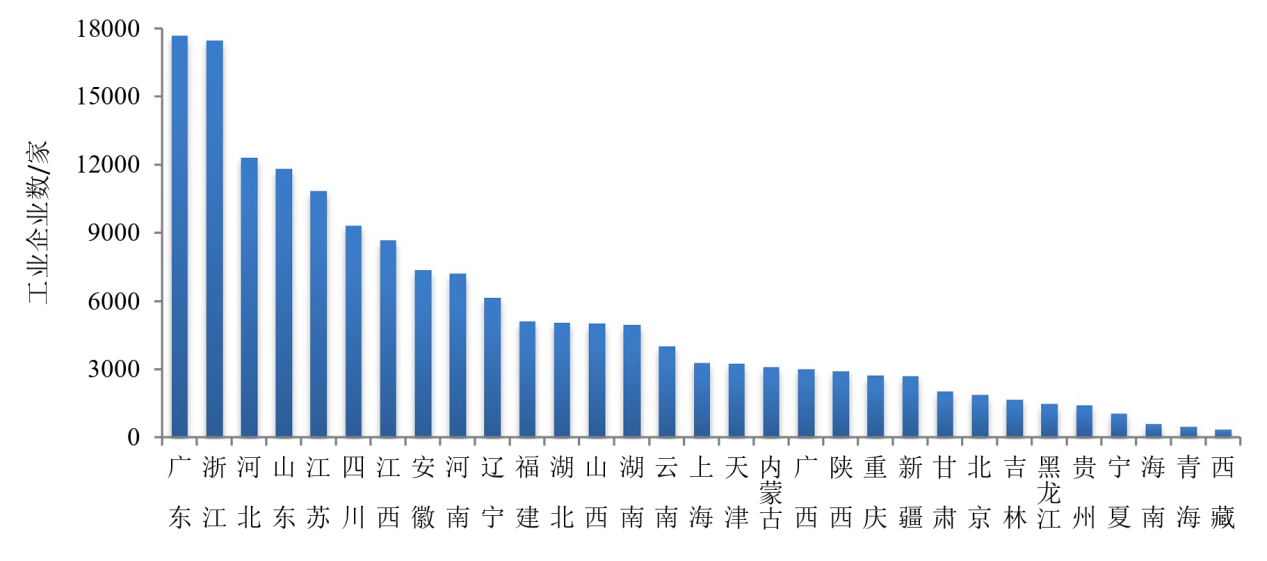 18000
15000
12000
9000
6000
3000
0
工业企业数/家
广东
浙江
河北
山东
江苏
四川
江西
安徽
河南
辽宁
福建
湖北
山西
湖南
云南
上海
天津
内蒙古
广西
陕西
重庆
新疆
甘肃
北京
吉林
黑龙江
贵州
宁夏
海南
青海
西藏